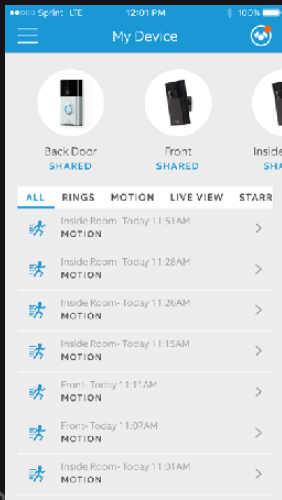 Sprint LTE 12:01 PM 100%
My Device
Back Door Front Inside
SHARED SHARED SHA
ALL RINGS MOTION LIVE VIEW STARR
Inside Room- Today 11:51AM
MOTION
Inside Room- Today 11:28AM
MOTION
Inside Room- Today 11:26AM
MOTION
Inside Room- Today 11:15AM
MOTION
Front- Today 11:11AM
MOTION
Front- Today 11:07AM
MOTION
Inside Room- Today 11:01AM
MOTION